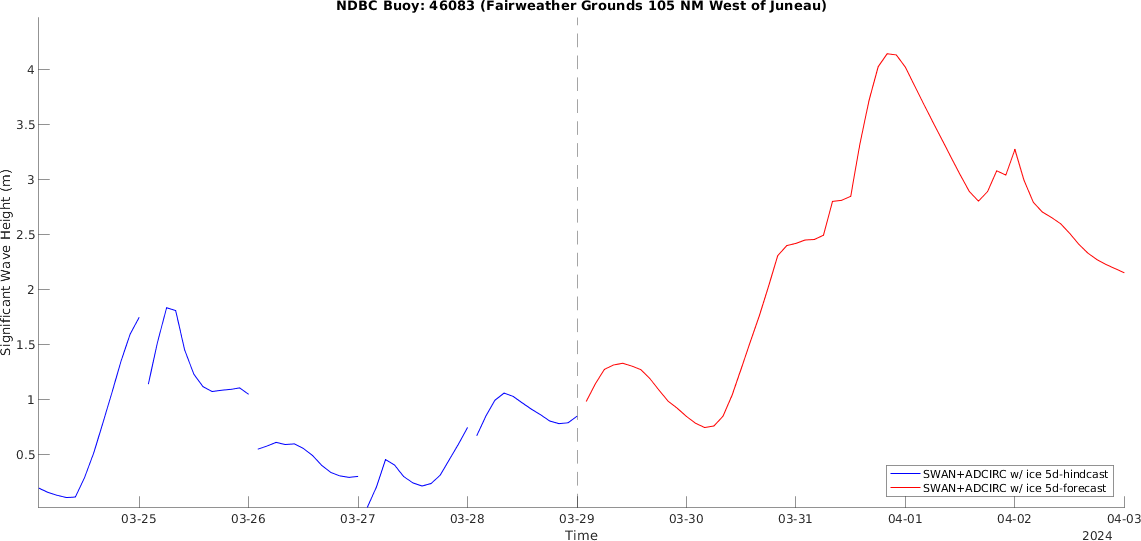 NDBC Buoy: 46083 (Fairweather Grounds 105 NM West of Juneau)
Significant Wave Height (m)
4
3.5
3
2.5
2
1.5
1
0.5
SWAN+ADCIRC w/ ice 5d-hindcast
SWAN+ADCIRC w/ ice 5d-forecast
03-25 03-26 03-27 03-28 03-29 03-30 03-31 04-01 04-02 04-03
Time
2024